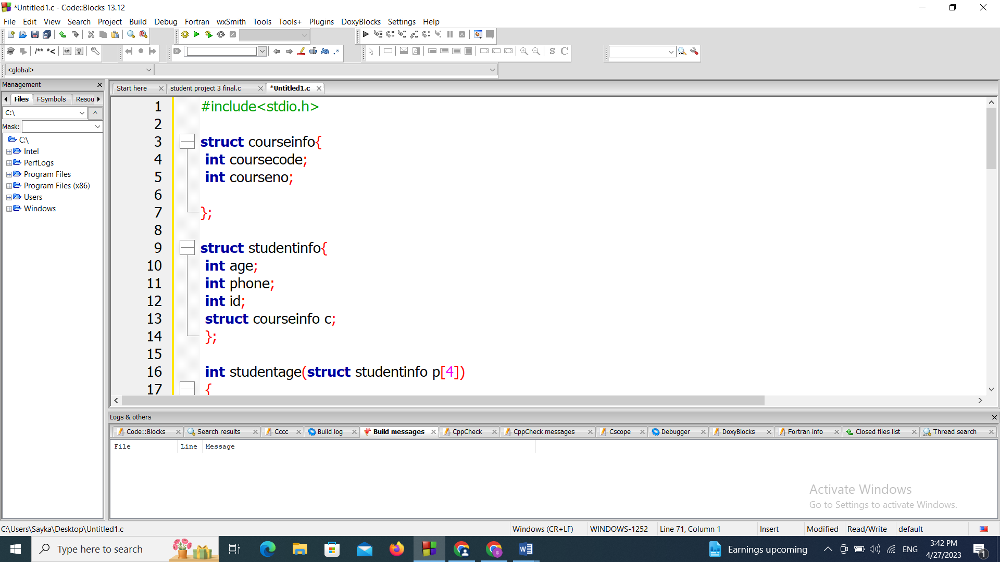 *Untitled1.c - Code::Blocks 13.12
File Edit View Search Project Build Debug Fortran wxSmith Tools Tools+ Plugins DoxyBlocks Settings Help
/** *<
S C
<global>
Management
Start here student project 3 final.c *Untitled1.c
Files FSymbols Resou
C:\
Mask:
C:\
Intel
PerfLogs
Program Files
Program Files (x86)
Users
Windows
1 #include<stdio.h>
2
3 struct courseinfo{
4 int coursecode;
5 int courseno;
6
7 };
8
9 struct studentinfo{
10 int age;
11 int phone;
12 int id;
13 struct courseinfo c;
14 };
15
16 int studentage(struct studentinfo p[4])
17 {
Logs & others
Code::Blocks Search results Cccc Build log Build messages CppCheck CppCheck messages Cscope Debugger DoxyBlocks Fortran info Closed files list Thread search
File Line Message
Activate Windows
Go to Settings to activate Windows.
C:\Users\Sayka\Desktop\Untitled1.c Windows (CR+LF) WINDOWS-1252 Line 71, Column 1 Insert Modified Read/Write default
Type here to search Earnings upcoming ENG 3:42 PM
4/27/2023 1